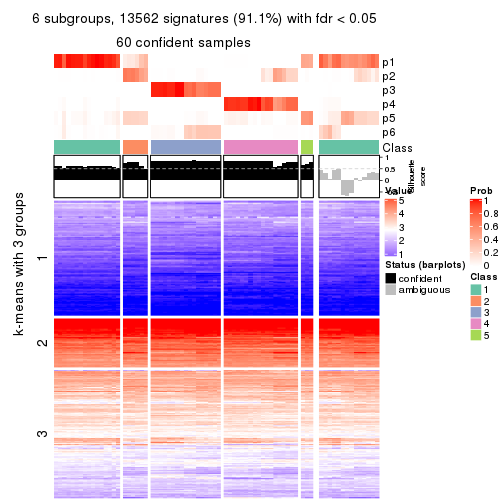 6 subgroups, 13562 signatures (91.1%) with fdr < 0.05
60 confident samples
p1
p2
p3
p4
p5
p6
Class
1
0.5
0
Silhouette
score
k-means with 3 groups
1
2
3
Value
5
4
3
2
1
Status (barplots)
confident
ambiguous
Prob
1
0.8
0.6
0.4
0.2
0
Class
1
2
3
4
5